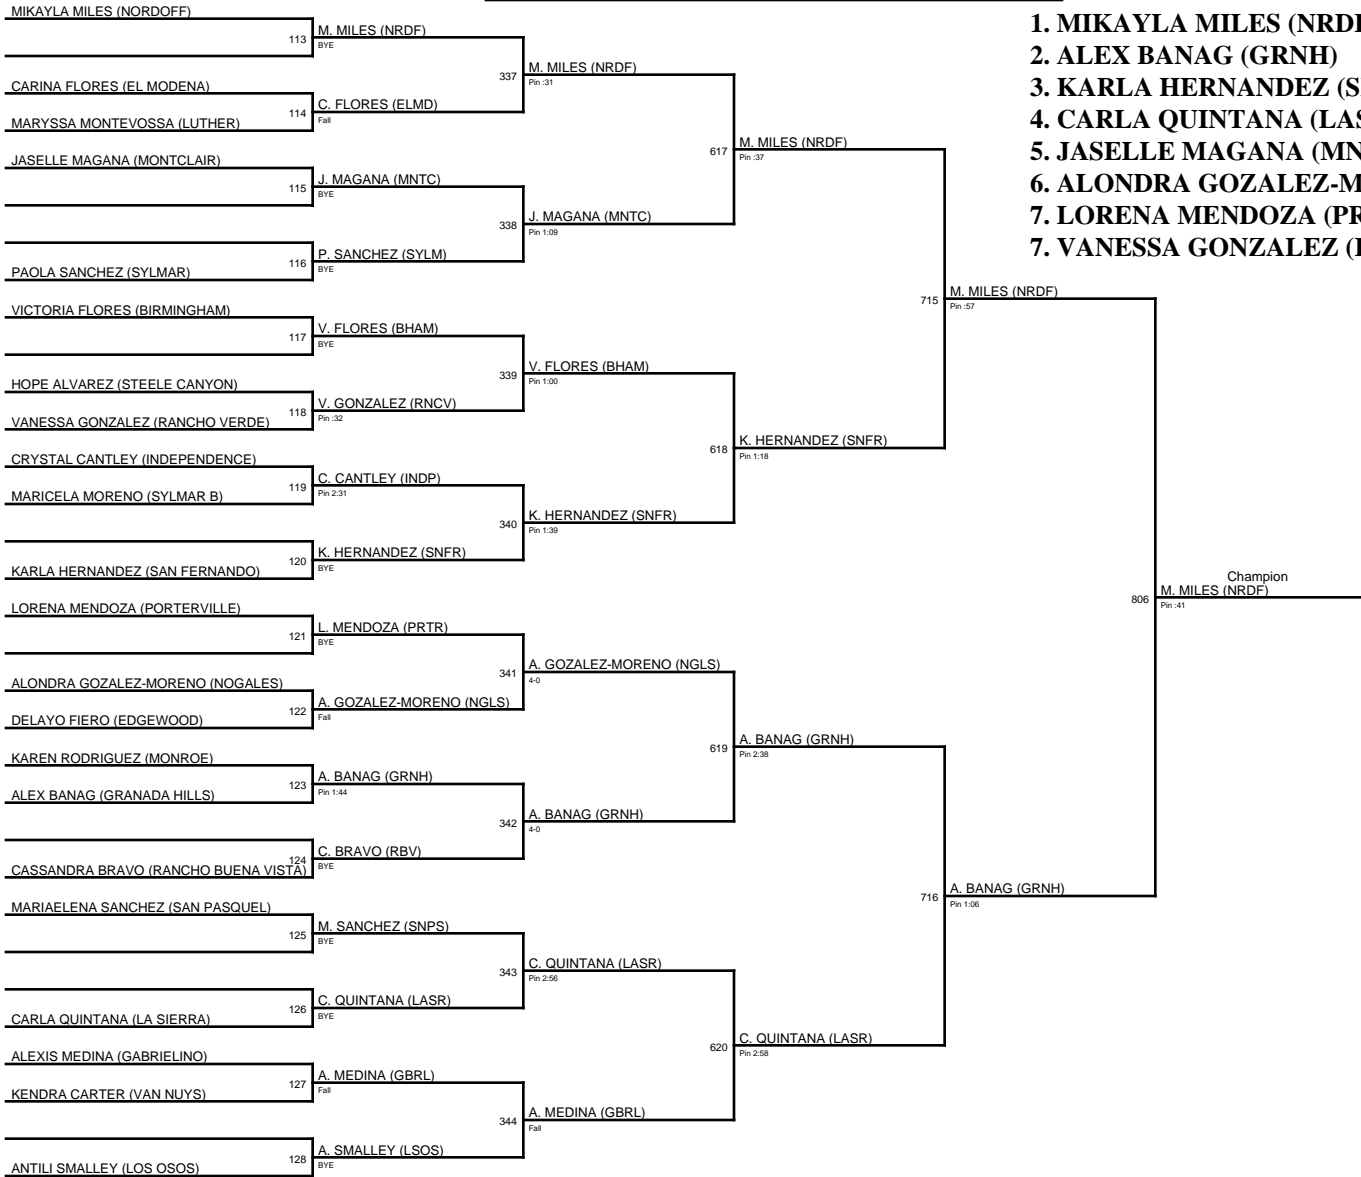 1. MIKAYLA MILES (NRDF
2. ALEX BANAG (GRNH)
3. KARLA HERNANDEZ (S
4. CARLA QUINTANA (LAS
5. JASELLE MAGANA (MN
6. ALONDRA GOZALEZ-M
7. LORENA MENDOZA (PR
7. VANESSA GONZALEZ (
MIKAYLA MILES (NORDOFF)
113 M. MILES (NRDF)
BYE
CARINA FLORES (EL MODENA)
MARYSSA MONTEVOSSA (LUTHER)
114 C. FLORES (ELMD)
Fall
JASELLE MAGANA (MONTCLAIR)
115 J. MAGANA (MNTC)
BYE
PAOLA SANCHEZ (SYLMAR)
116 P. SANCHEZ (SYLM)
BYE
VICTORIA FLORES (BIRMINGHAM)
117 V. FLORES (BHAM)
BYE
HOPE ALVAREZ (STEELE CANYON)
VANESSA GONZALEZ (RANCHO VERDE)
118 V. GONZALEZ (RNCV)
Pin :32
CRYSTAL CANTLEY (INDEPENDENCE)
MARICELA MORENO (SYLMAR B)
119 C. CANTLEY (INDP)
Pin 2:31
KARLA HERNANDEZ (SAN FERNANDO)
120 K. HERNANDEZ (SNFR)
BYE
LORENA MENDOZA (PORTERVILLE)
121 L. MENDOZA (PRTR)
BYE
ALONDRA GOZALEZ-MORENO (NOGALES)
DELAYO FIERO (EDGEWOOD)
122 A. GOZALEZ-MORENO (NGLS)
Fall
KAREN RODRIGUEZ (MONROE)
ALEX BANAG (GRANADA HILLS)
123 A. BANAG (GRNH)
Pin 1:44
CASSANDRA BRAVO (RANCHO BUENA VISTA)
124 C. BRAVO (RBV)
BYE
MARIAELENA SANCHEZ (SAN PASQUEL)
125 M. SANCHEZ (SNPS)
BYE
CARLA QUINTANA (LA SIERRA)
126 C. QUINTANA (LASR)
BYE
ALEXIS MEDINA (GABRIELINO)
KENDRA CARTER (VAN NUYS)
127 A. MEDINA (GBRL)
Fall
ANTILI SMALLEY (LOS OSOS)
128 A. SMALLEY (LSOS)
BYE
337 M. MILES (NRDF)
Pin :31
338 J. MAGANA (MNTC)
Pin 1:09
339 V. FLORES (BHAM)
Pin 1:00
340 K. HERNANDEZ (SNFR)
Pin 1:39
341 A. GOZALEZ-MORENO (NGLS)
4-0
342 A. BANAG (GRNH)
4-0
343 C. QUINTANA (LASR)
Pin 2:56
344 A. MEDINA (GBRL)
Fall
617 M. MILES (NRDF)
Pin :37
618 K. HERNANDEZ (SNFR)
Pin 1:18
619 A. BANAG (GRNH)
Pin 2:38
620 C. QUINTANA (LASR)
Pin 2:58
715 M. MILES (NRDF)
Pin :57
716 A. BANAG (GRNH)
Pin 1:06
Champion
806 M. MILES (NRDF)
Pin :41